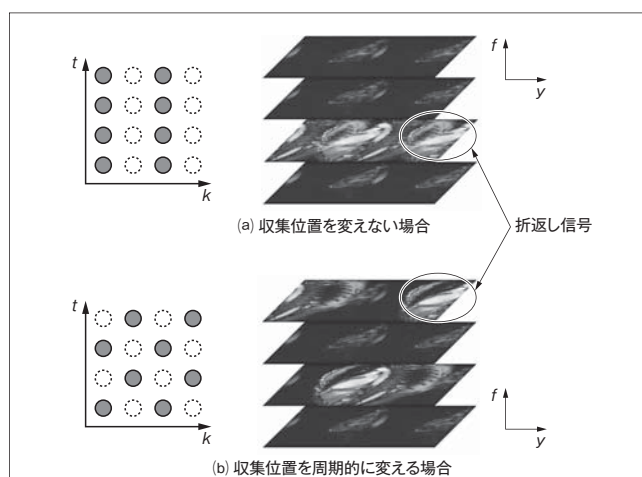 t
k
f
y
(a) 収集位置を変えない場合
折返し信号
t
k
f
y
(b) 収集位置を周期的に変える場合